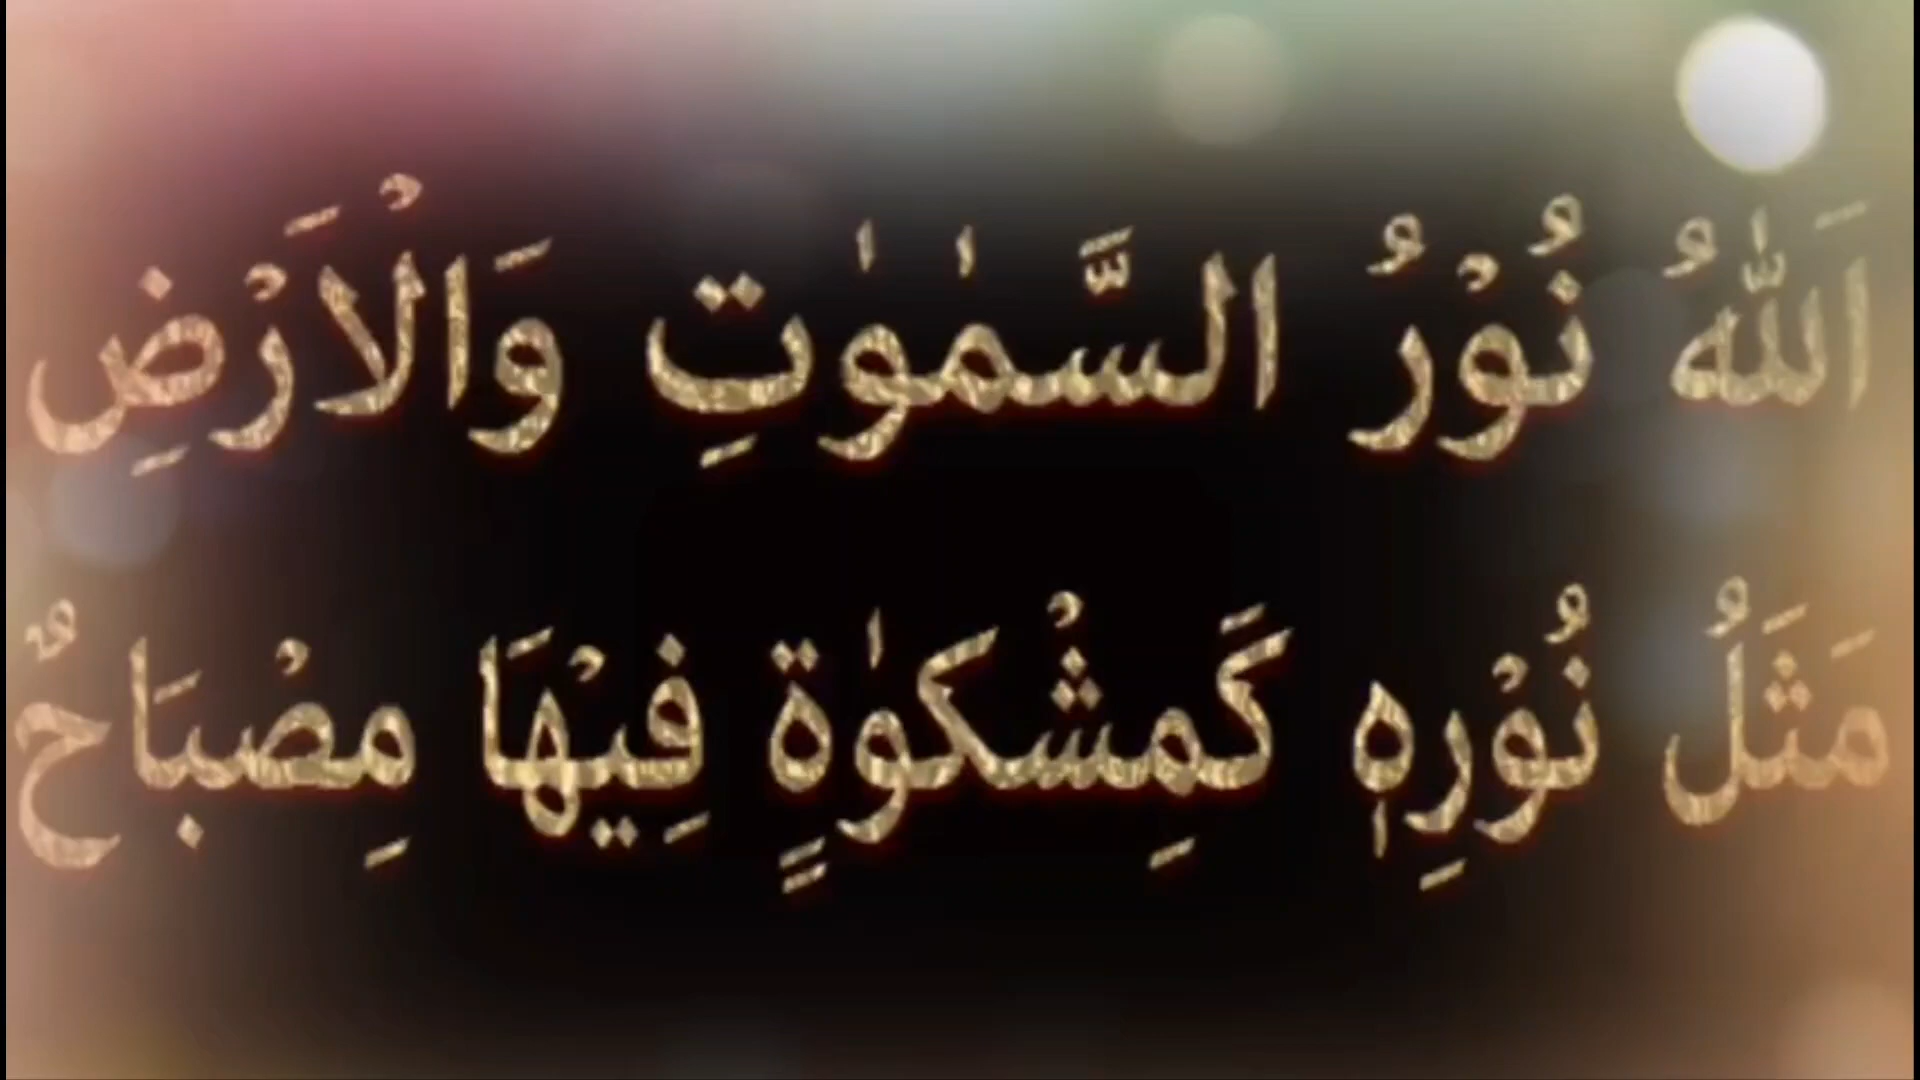 اَللّٰهُ نُوْرُ السَّمٰوٰتِ وَالْاَرْضِ
مَثَلُ نُوْرِهٖ كَمِشْكٰوةٍ فِيْهَا مِصْبَاحٌ